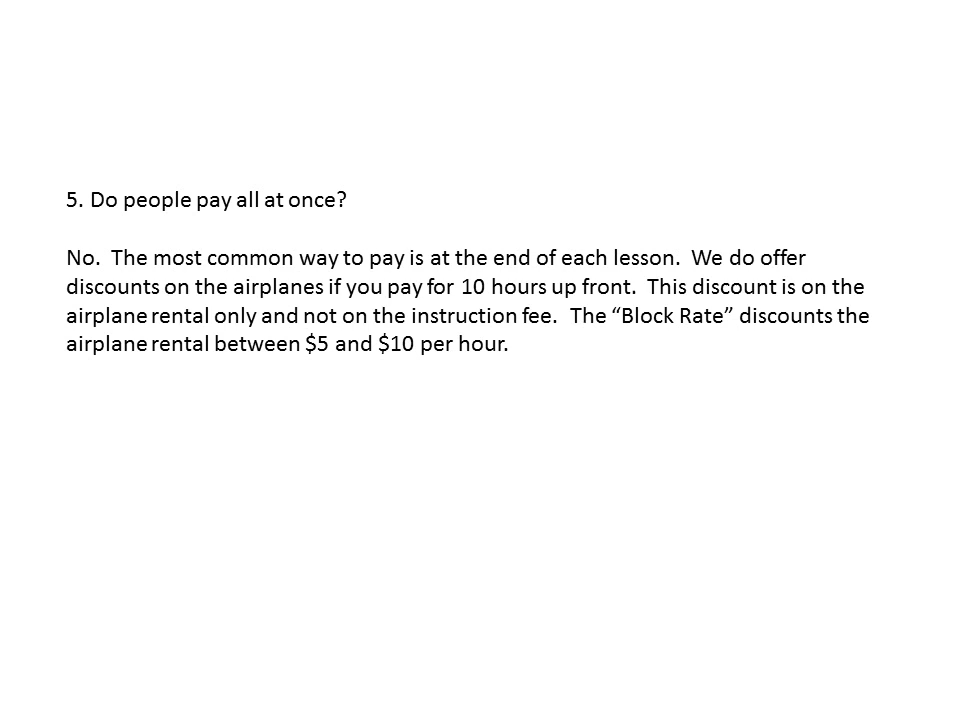 5. Do people pay all at once?
No.  The most common way to pay is at the end of each lesson.  We do offer
discounts on the airplanes if you pay for 10 hours up front.  This discount is on the
airplane rental only and not on the instruction fee.  The “Block Rate” discounts the
airplane rental between $5 and $10 per hour.